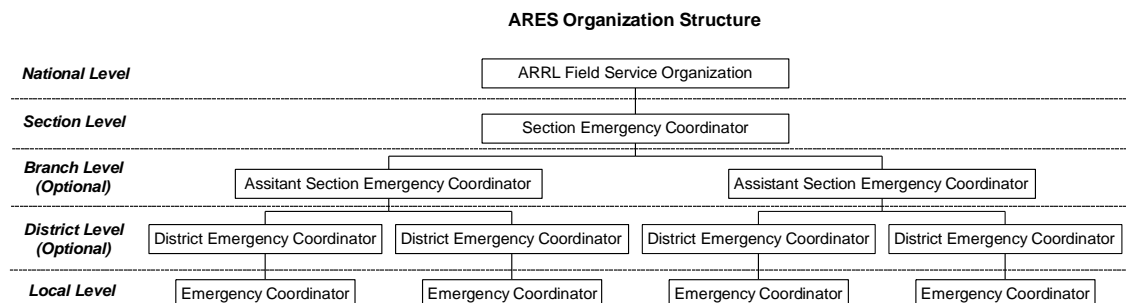 ARES Organization Structure
National Level
ARRL Field Service Organization
Section Level
Section Emergency Coordinator
Branch Level
(Optional)
Assitant Section Emergency Coordinator
Assistant Section Emergency Coordinator
District Level
(Optional)
District Emergency Coordinator
District Emergency Coordinator
District Emergency Coordinator
District Emergency Coordinator
Local Level
Emergency Coordinator
Emergency Coordinator
Emergency Coordinator
Emergency Coordinator